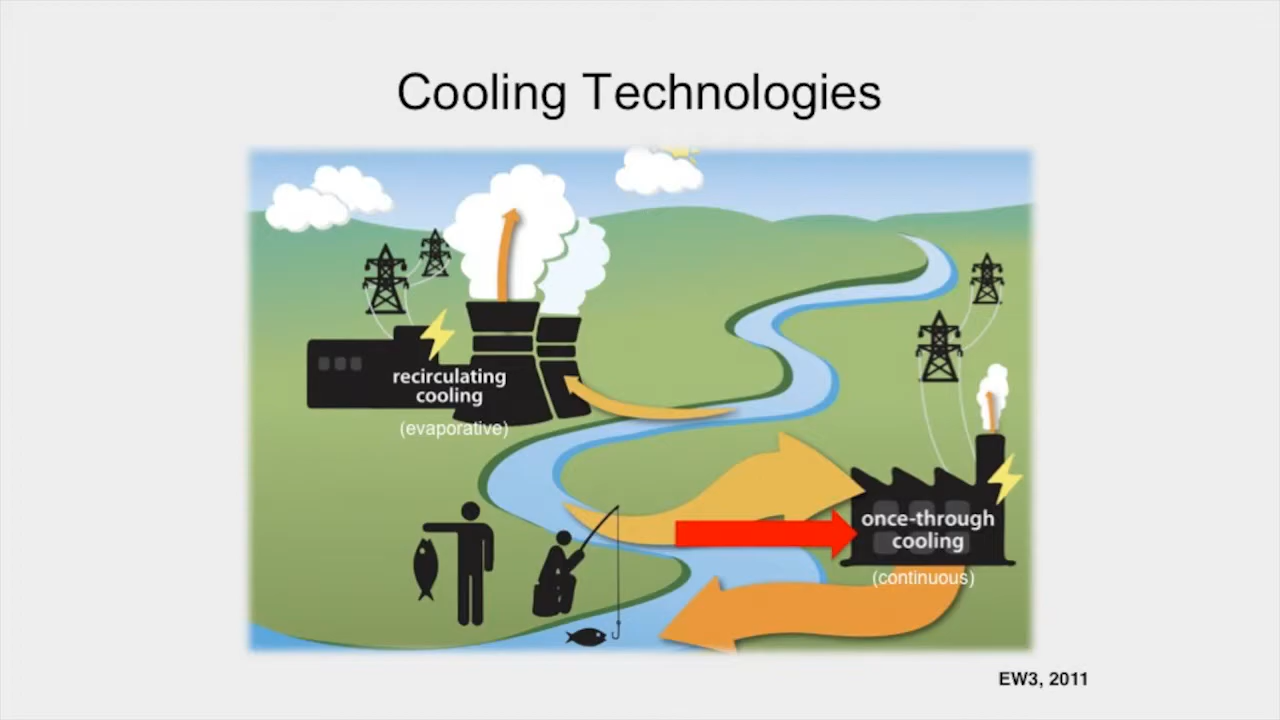 Cooling Technologies
recirculating
cooling
(evaporative)
once-through
cooling
(continuous)
EW3, 2011